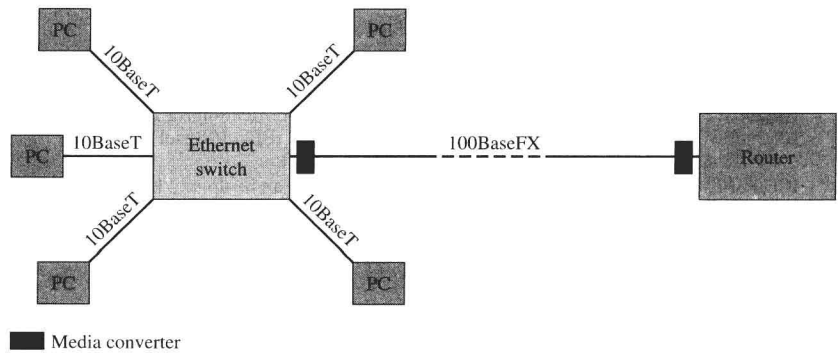 PC
PC
10BaseT
10BaseT
10BaseT
PC
Ethernet
switch
100BaseFX
Router
10BaseT
10BaseT
PC
PC
Media converter